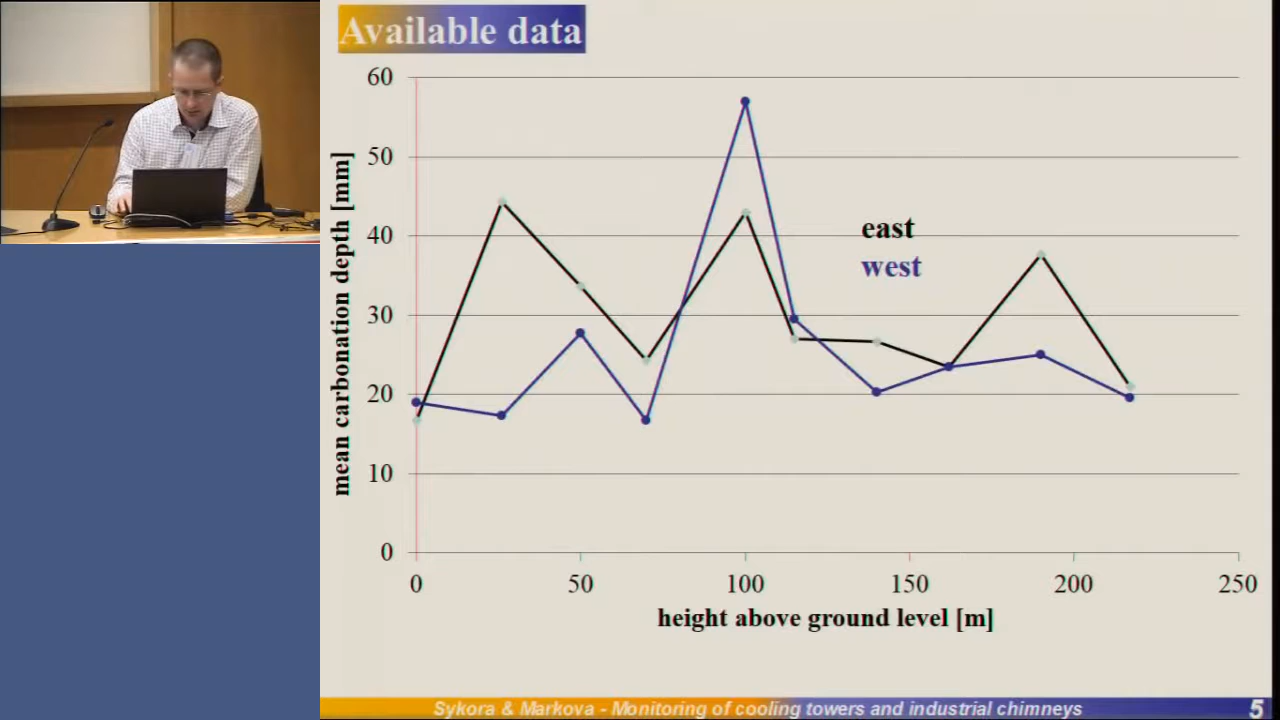 Available data
60
50
40
30
20
10
0
mean carbonation depth [mm]
east
west
0 50 100 150 200 250
height above ground level [m]
Sykora & Markova - Monitoring of cooling towers and industrial chimneys 5